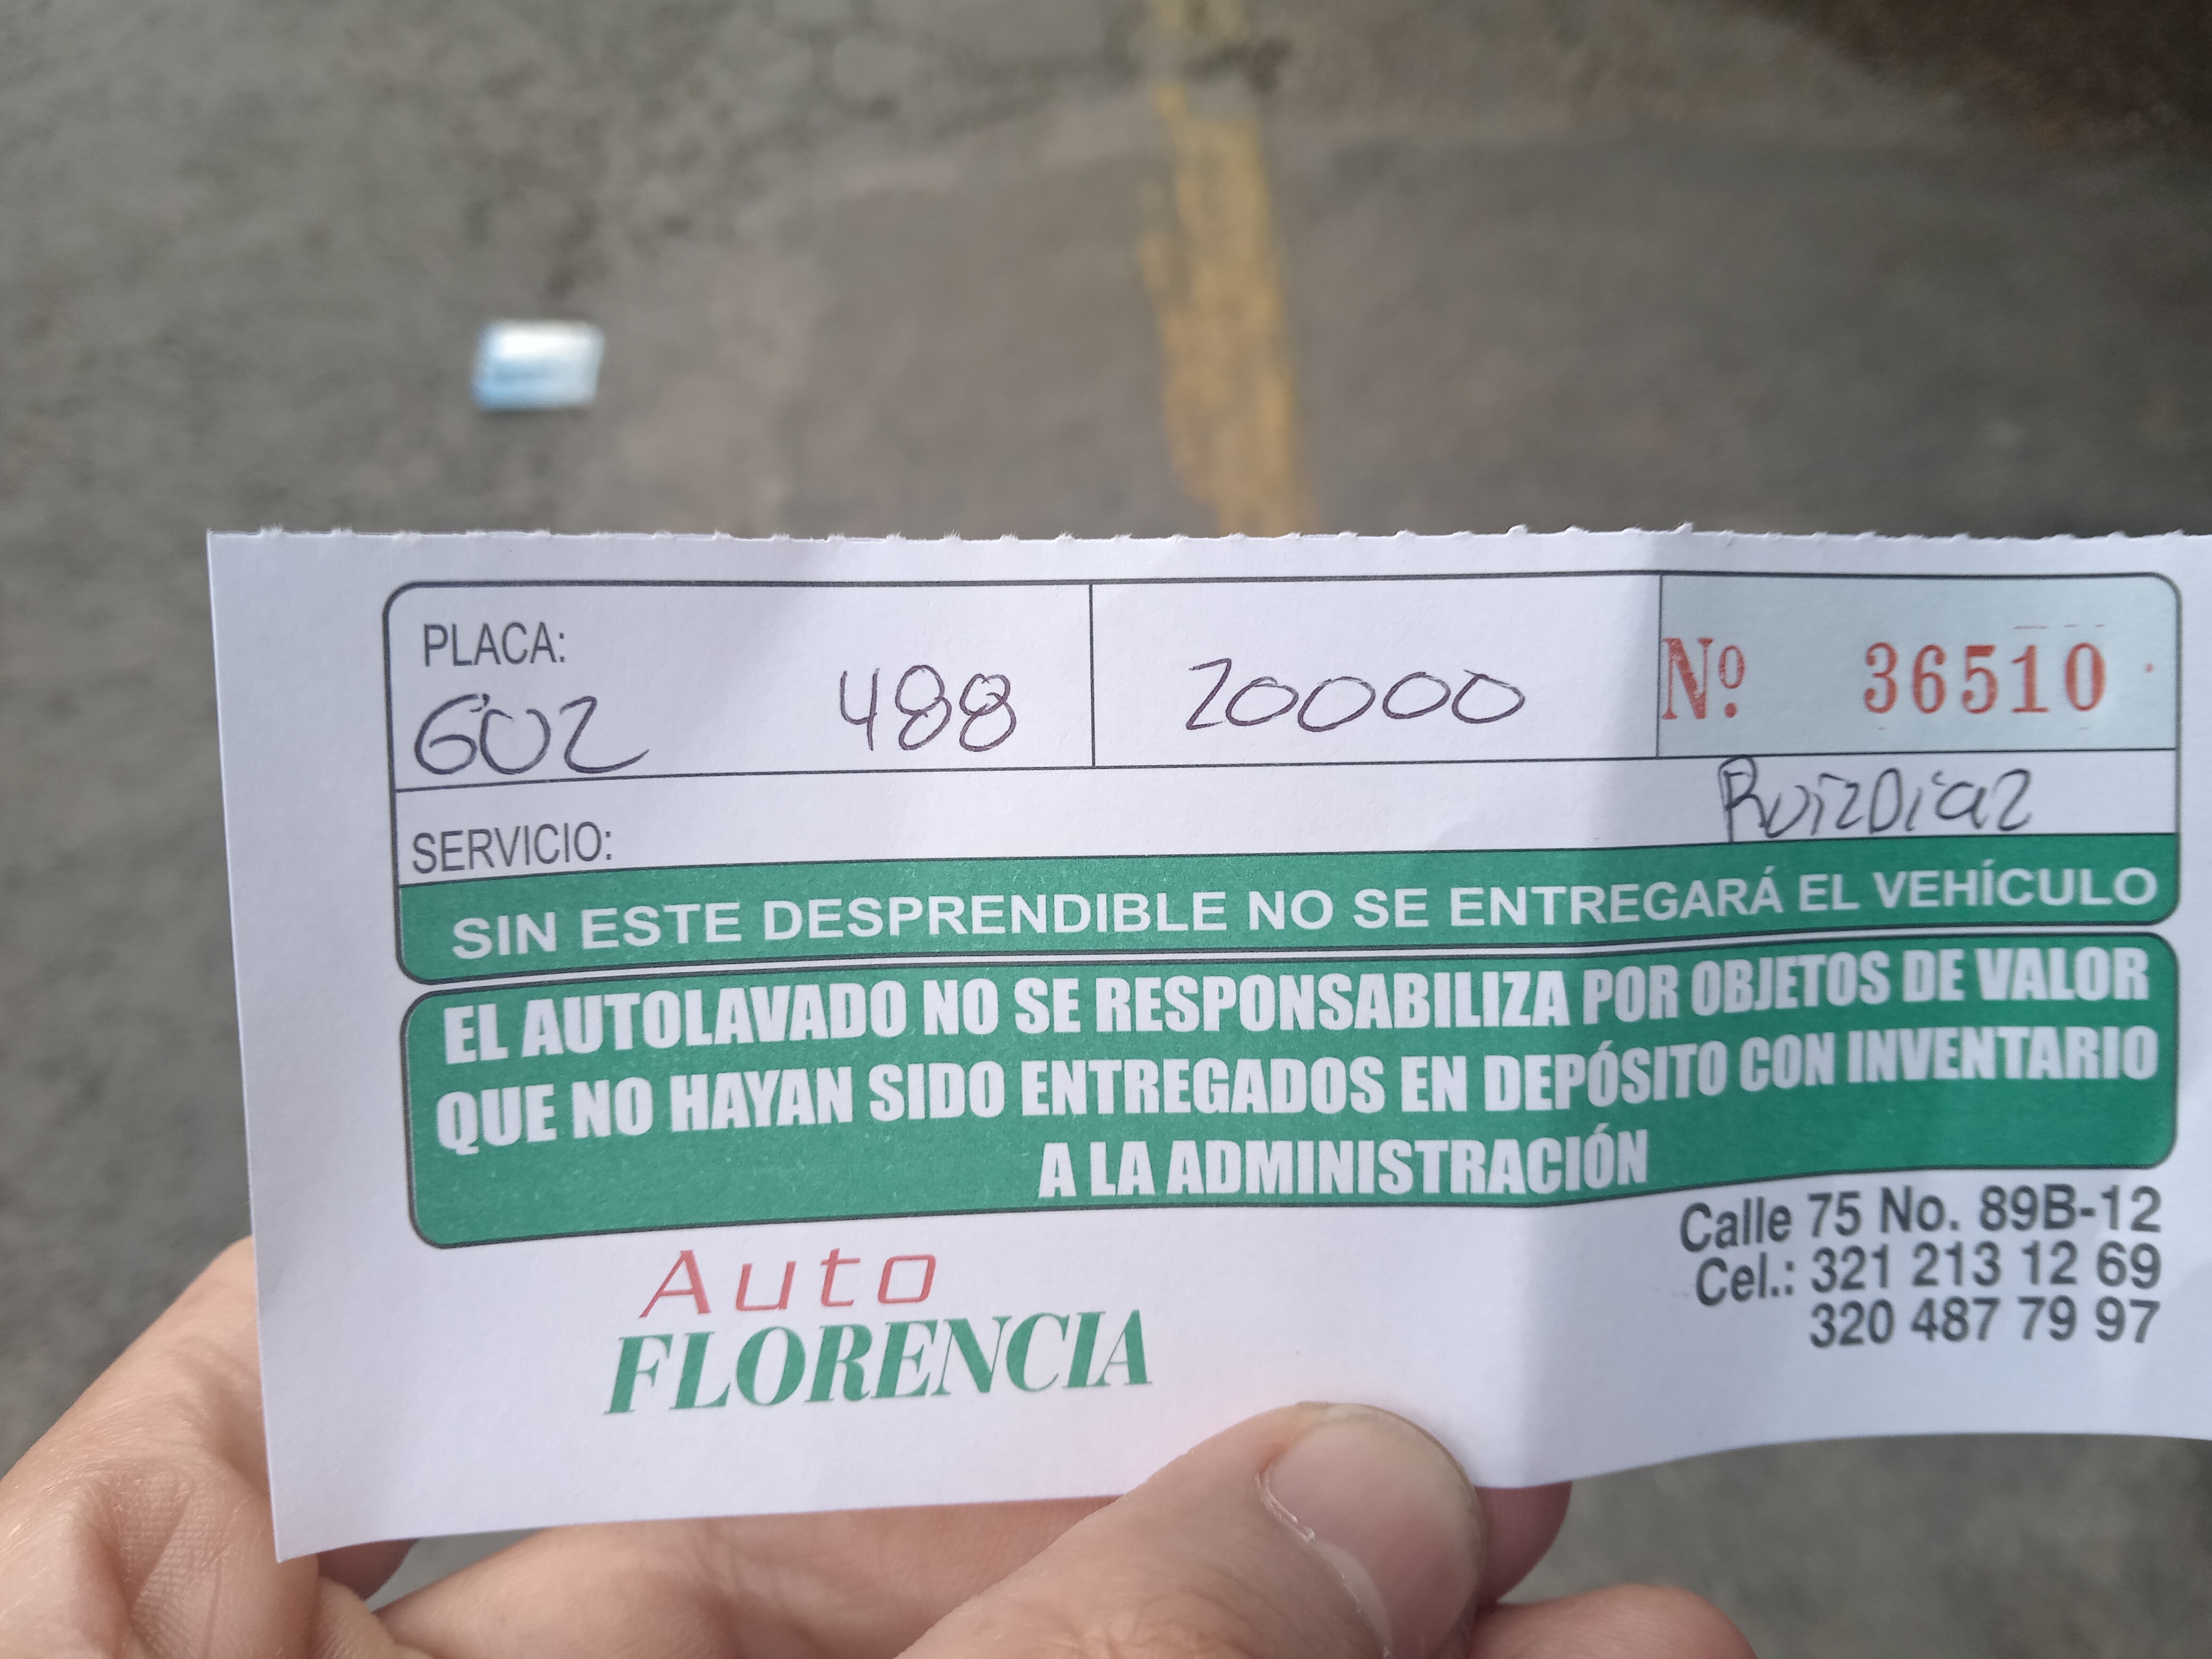 PLACA:
GOZ 488 20000 Nº 36510
SERVICIO: RuizDiaz
SIN ESTE DESPRENDIBLE NO SE ENTREGARÁ EL VEHÍCULO
EL AUTOLAVADO NO SE RESPONSABILIZA POR OBJETOS DE VALOR
QUE NO HAYAN SIDO ENTREGADOS EN DEPÓSITO CON INVENTARIO
A LA ADMINISTRACIÓN
Auto
FLORENCIA
Calle 75 No. 89B-12
Cel.: 321 213 12 69
320 487 79 97